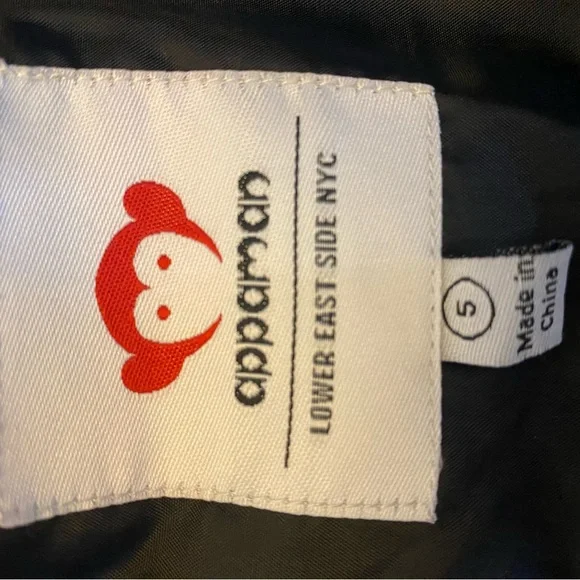 appaman
LOWER EAST SIDE NYC
5
Made in
China